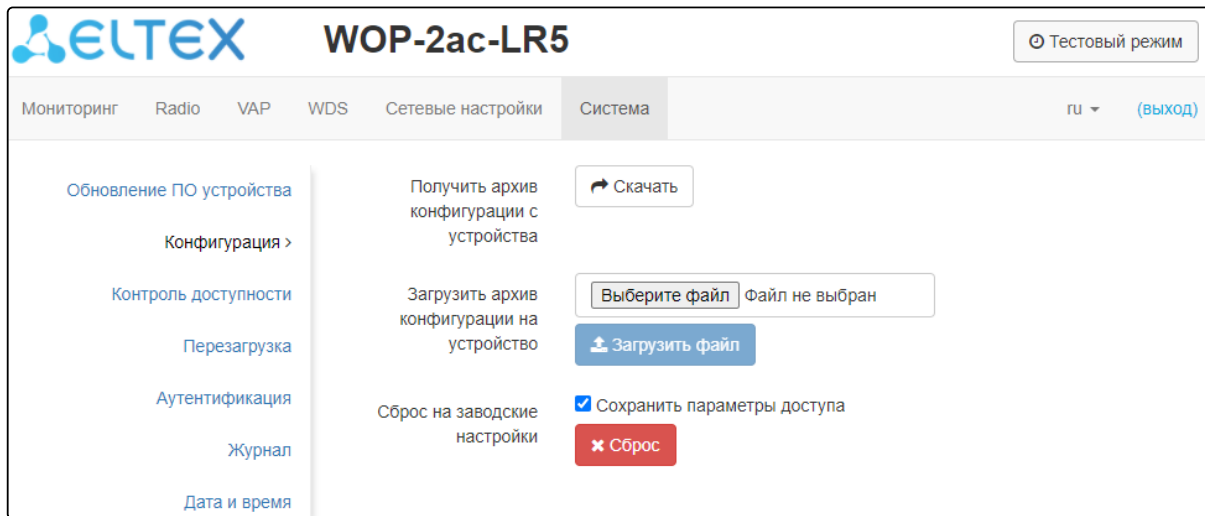 ELTEX WOP-2ac-LR5 Тестовый режим
Мониторинг Radio VAP WDS Сетевые настройки Система ru (выход)
Обновление ПО устройства
Конфигурация >
Контроль доступности
Перезагрузка
Аутентификация
Журнал
Дата и время
Получить архив
конфигурации с
устройства
Скачать
Загрузить архив
конфигурации на
устройство
Выберите файл Файл не выбран
Загрузить файл
Сброс на заводские
настройки
Сохранить параметры доступа
Сброс